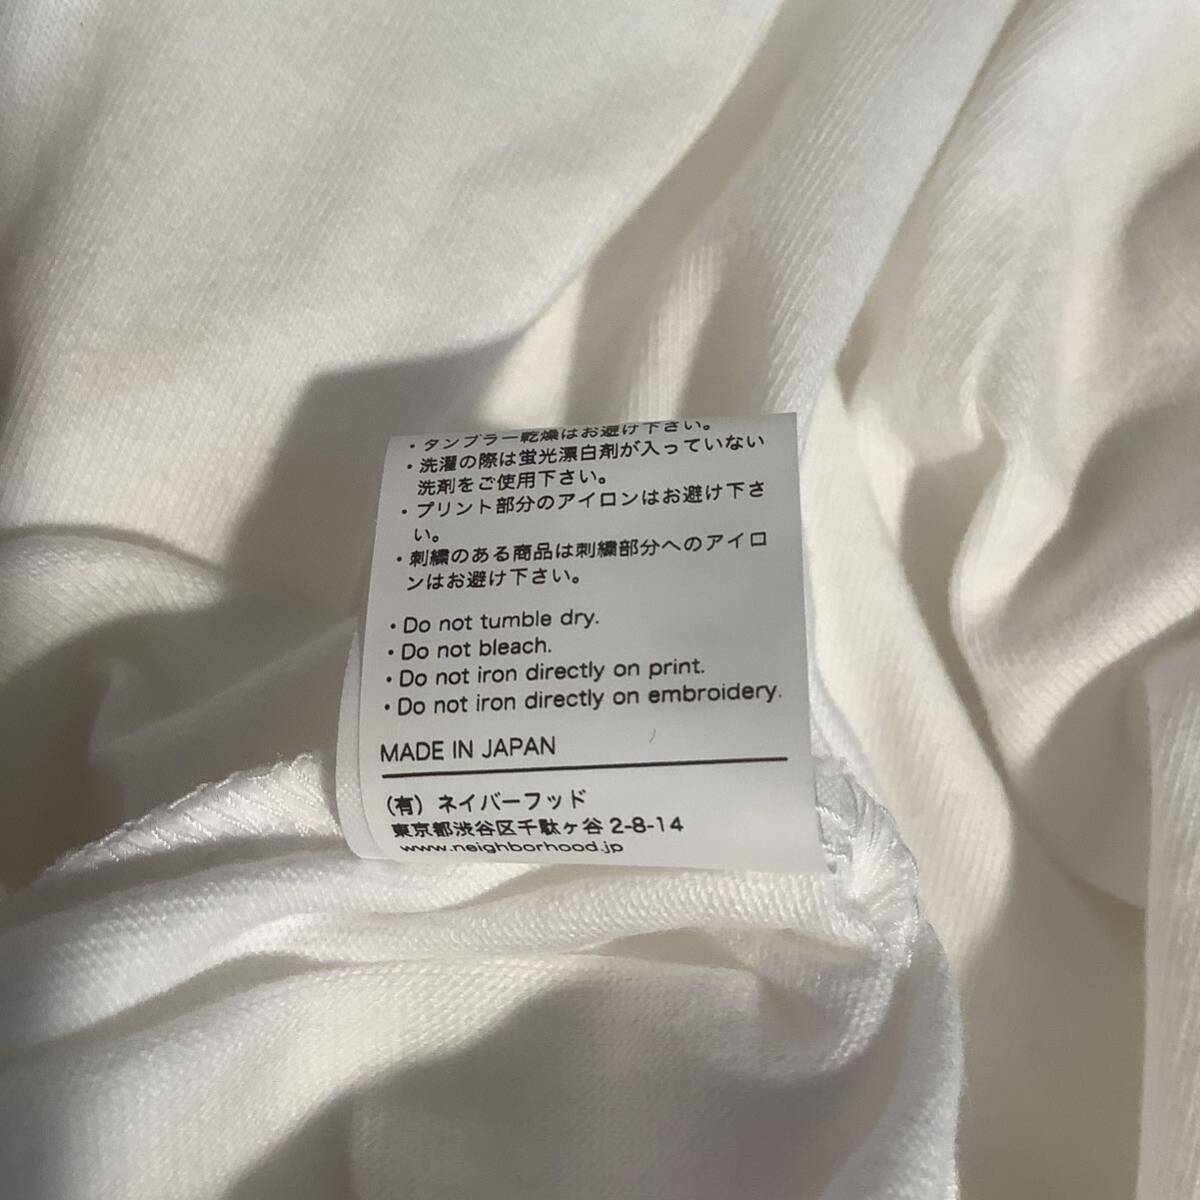 ・タンブラー乾燥はお避け下さい。
・洗濯の際は蛍光漂白剤が入っていない
洗剤をご使用下さい。
・プリント部分のアイロンはお避け下さ
い。
・刺繍のある商品は刺繍部分へのアイロ
ンはお避け下さい。
・Do not tumble dry.
・Do not bleach.
・Do not iron directly on print.
・Do not iron directly on embroidery.
MADE IN JAPAN
(有) ネイバーフッド
東京都渋谷区千駄ヶ谷 2-8-14
www.neighborhood.jp